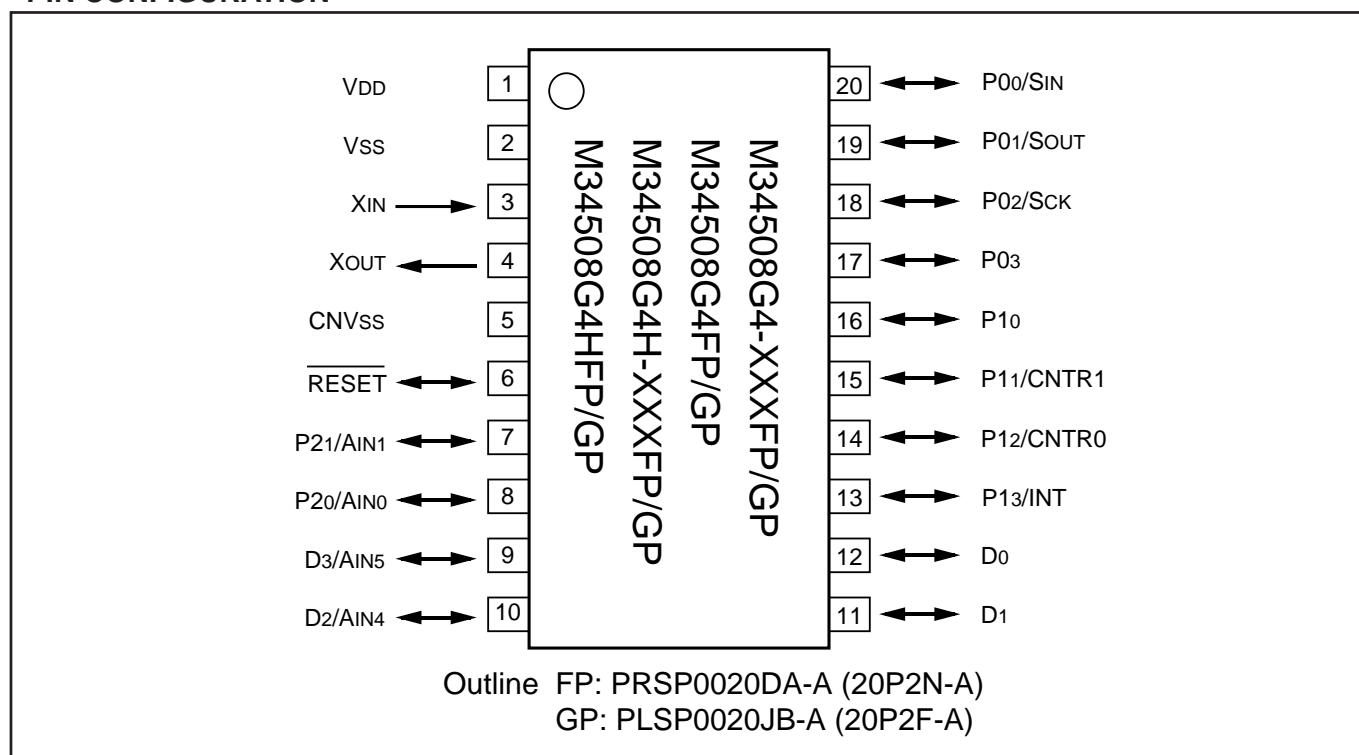 VDD 1 20 P00/SIN
VSS 2 19 P01/SOUT
XIN 3 18 P02/SCK
XOUT 4 17 P03
CNVSS 5 16 P10
RESET 6 15 P11/CNTR1
P21/AIN1 7 14 P12/CNTR0
P20/AIN0 8 13 P13/INT
D3/AIN5 9 12 D0
D2/AIN4 10 11 D1
M34508G4-XXXFP/GP
M34508G4FP/GP
M34508G4H-XXXFP/GP
M34508G4HFP/GP
Outline FP: PRSP0020DA-A (20P2N-A)
GP: PLSP0020JB-A (20P2F-A)